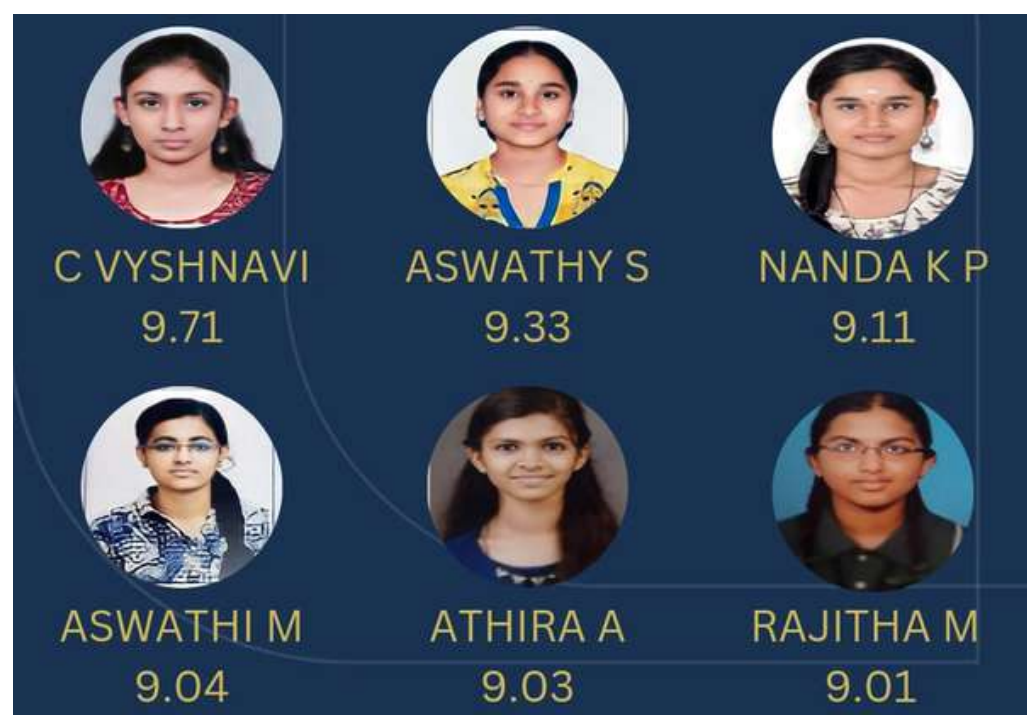 C VYSHNAVI
9.71
ASWATHY S
9.33
NANDA K P
9.11
ASWATHI M
9.04
ATHIRA A
9.03
RAJITHA M
9.01